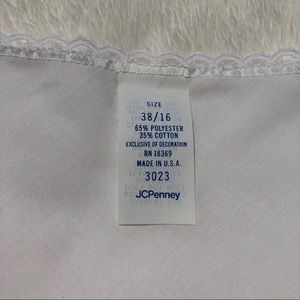 SIZE
38/16
65% POLYESTER
35% COTTON
EXCLUSIVE OF DECORATION
RN 18369
MADE IN U.S.A.
3023
JCPenney